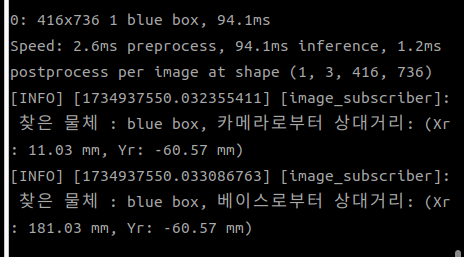 0: 416x736 1 blue box, 94.1ms
Speed: 2.6ms preprocess, 94.1ms inference, 1.2ms
postprocess per image at shape (1, 3, 416, 736)
[INFO] [1734937550.032355411] [image_subscriber]:
찾은 물체 : blue box, 카메라로부터 상대거리: (Xr
: 11.03 mm, Yr: -60.57 mm)
[INFO] [1734937550.033086763] [image_subscriber]:
찾은 물체 : blue box, 베이스로부터 상대거리: (Xr
: 181.03 mm, Yr: -60.57 mm)